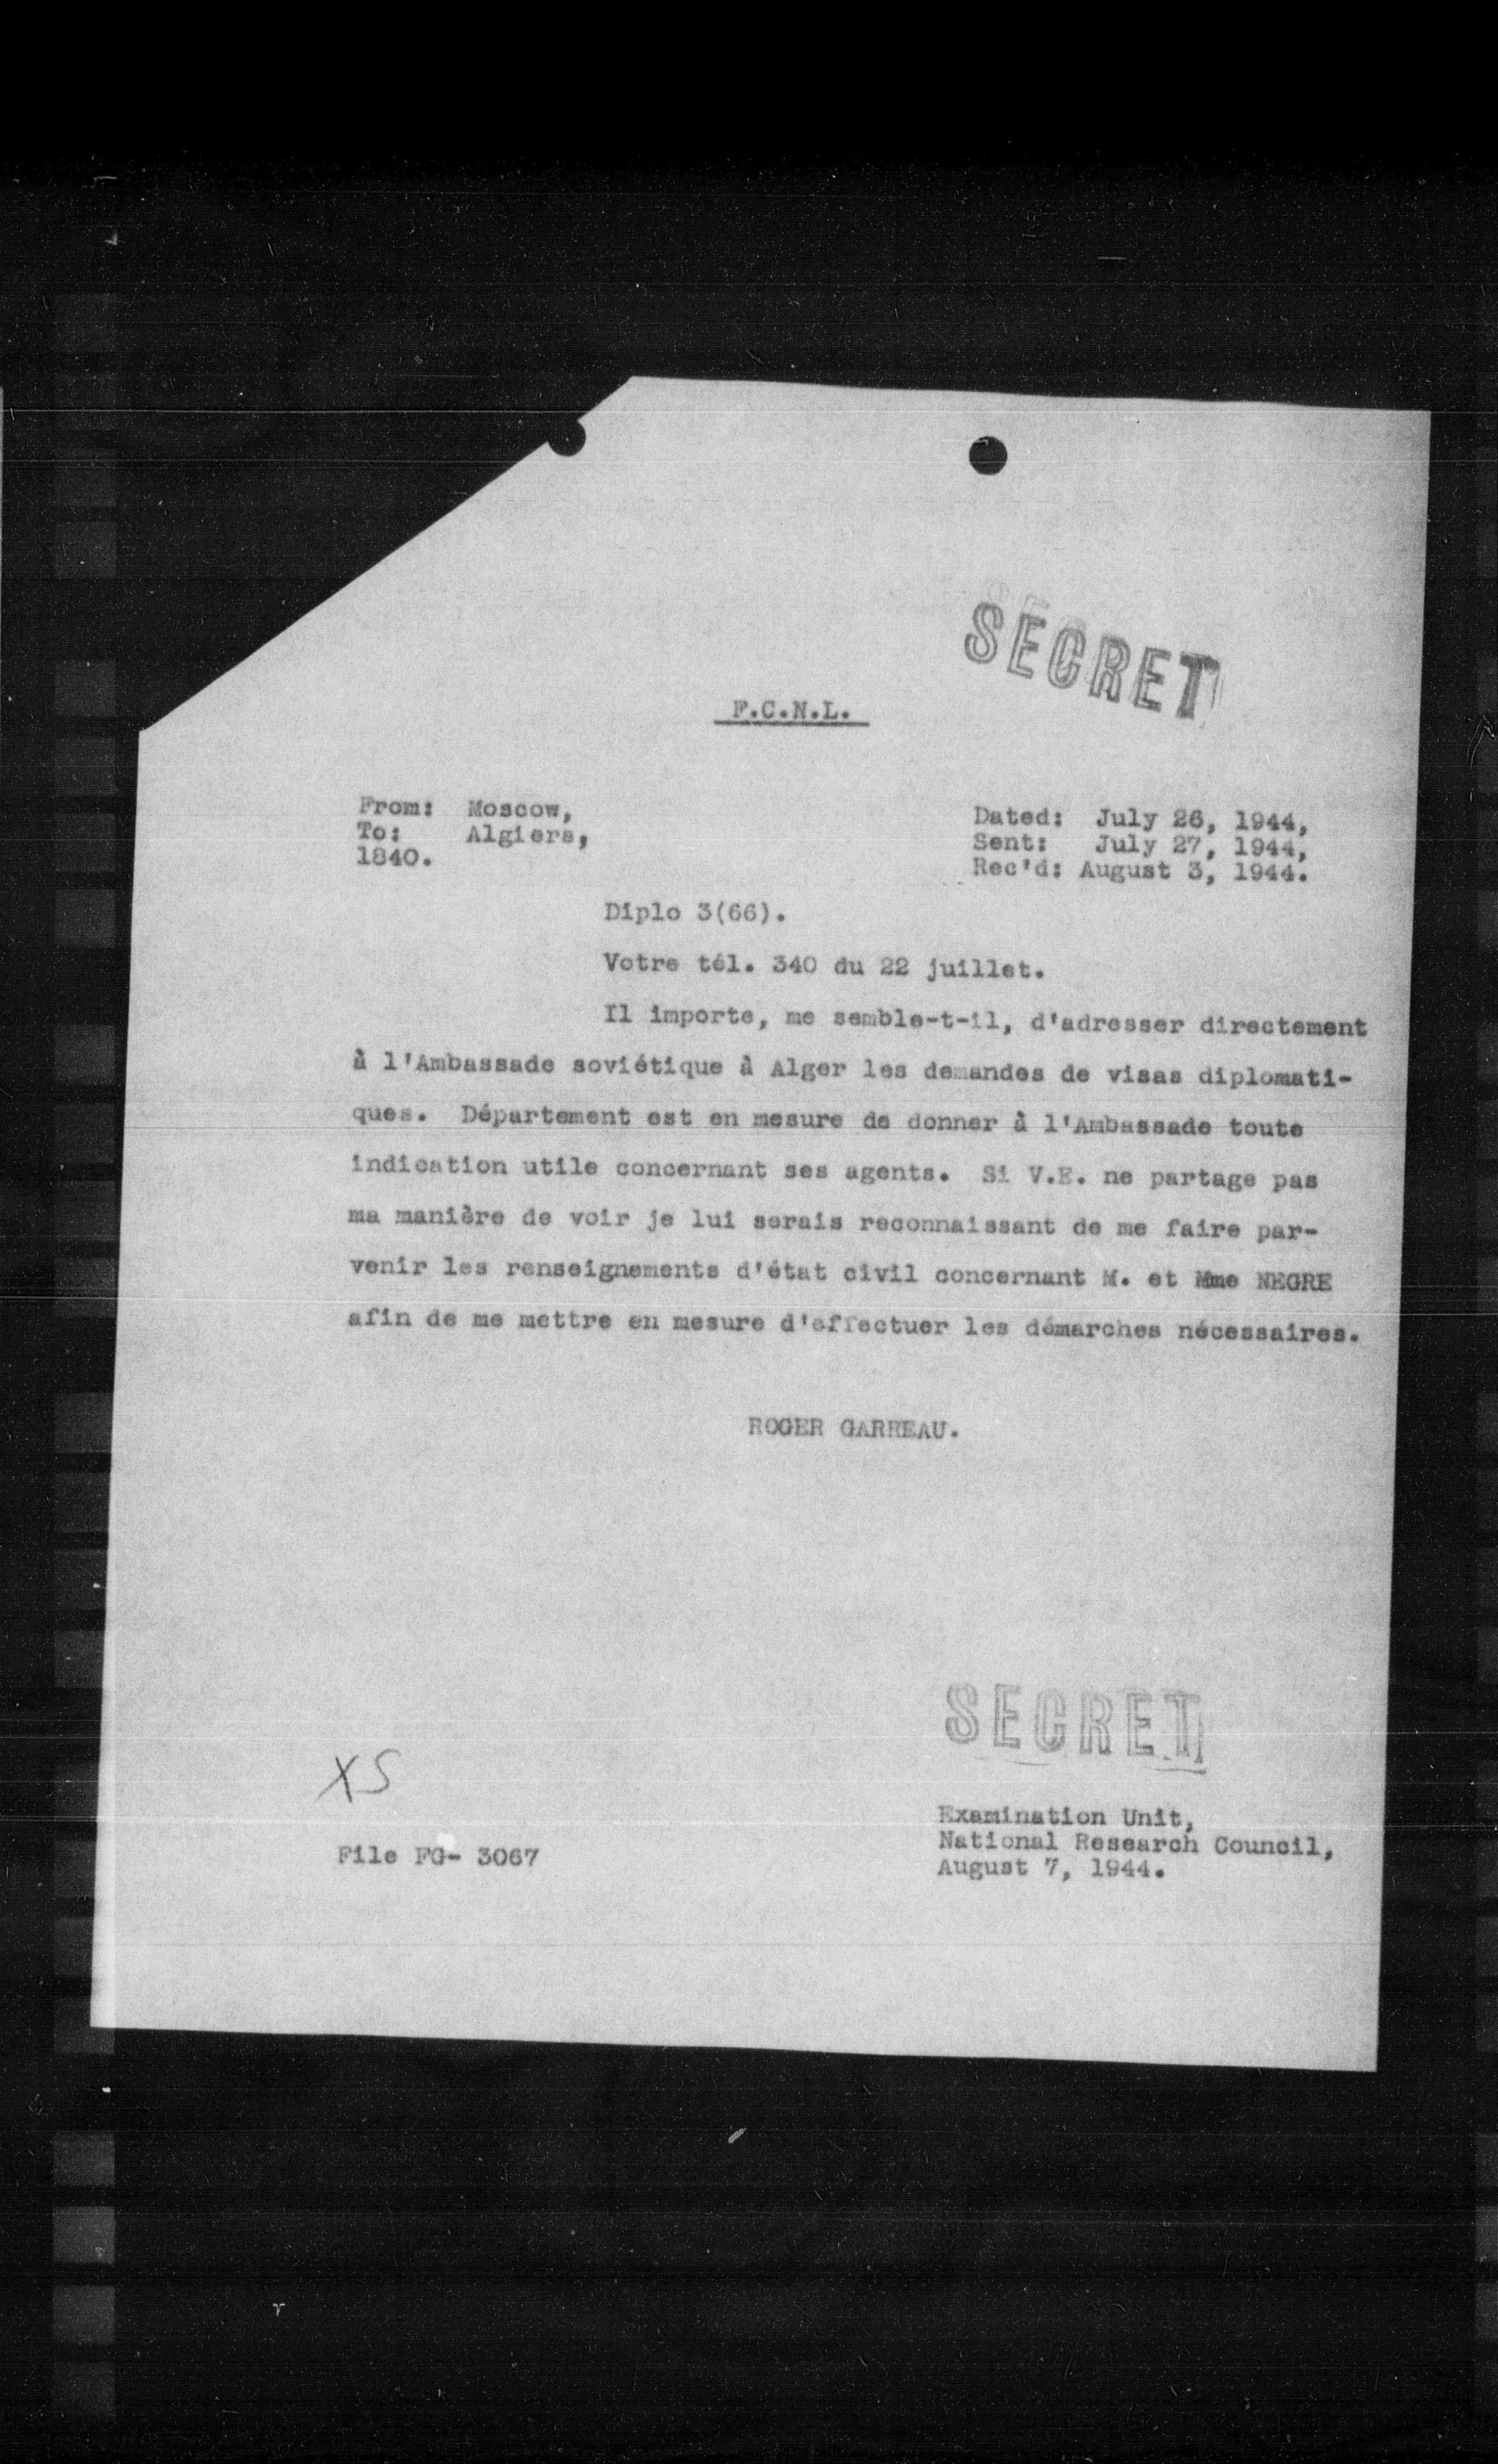 SECRET
F.C.N.L.
From: Moscow,
To: Algiers,
1840.
Dated: July 26, 1944,
Sent: July 27, 1944,
Rec'd: August 3, 1944.
Diplo 3(66).
Votre tél. 340 du 22 juillet.
Il importe, me semble-t-il, d'adresser directement
à l'Ambassade soviétique à Alger les demandes de visas diplomati-
ques. Département est en mesure de donner à l'Ambassade toute
indication utile concernant ses agents. Si V.E. ne partage pas
ma manière de voir je lui serais reconnaissant de me faire par-
venir les renseignements d'état civil concernant M. et Mme NEGRE
afin de me mettre en mesure d'effectuer les démarches nécessaires.
ROGER GARREAU.
SECRET
XS
File FG- 3067
Examination Unit,
National Research Council,
August 7, 1944.